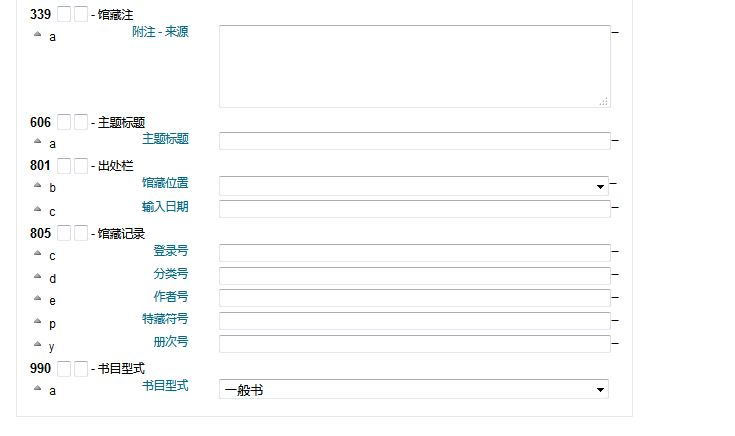 339 - 馆藏注
a 附注 - 来源
606 - 主题标题
a 主题标题
801 - 出处栏
b 馆藏位置
c 输入日期
805 - 馆藏记录
c 登录号
d 分类号
e 作者号
p 特藏符号
y 册次号
990 - 书目型式
a 书目型式 一般书